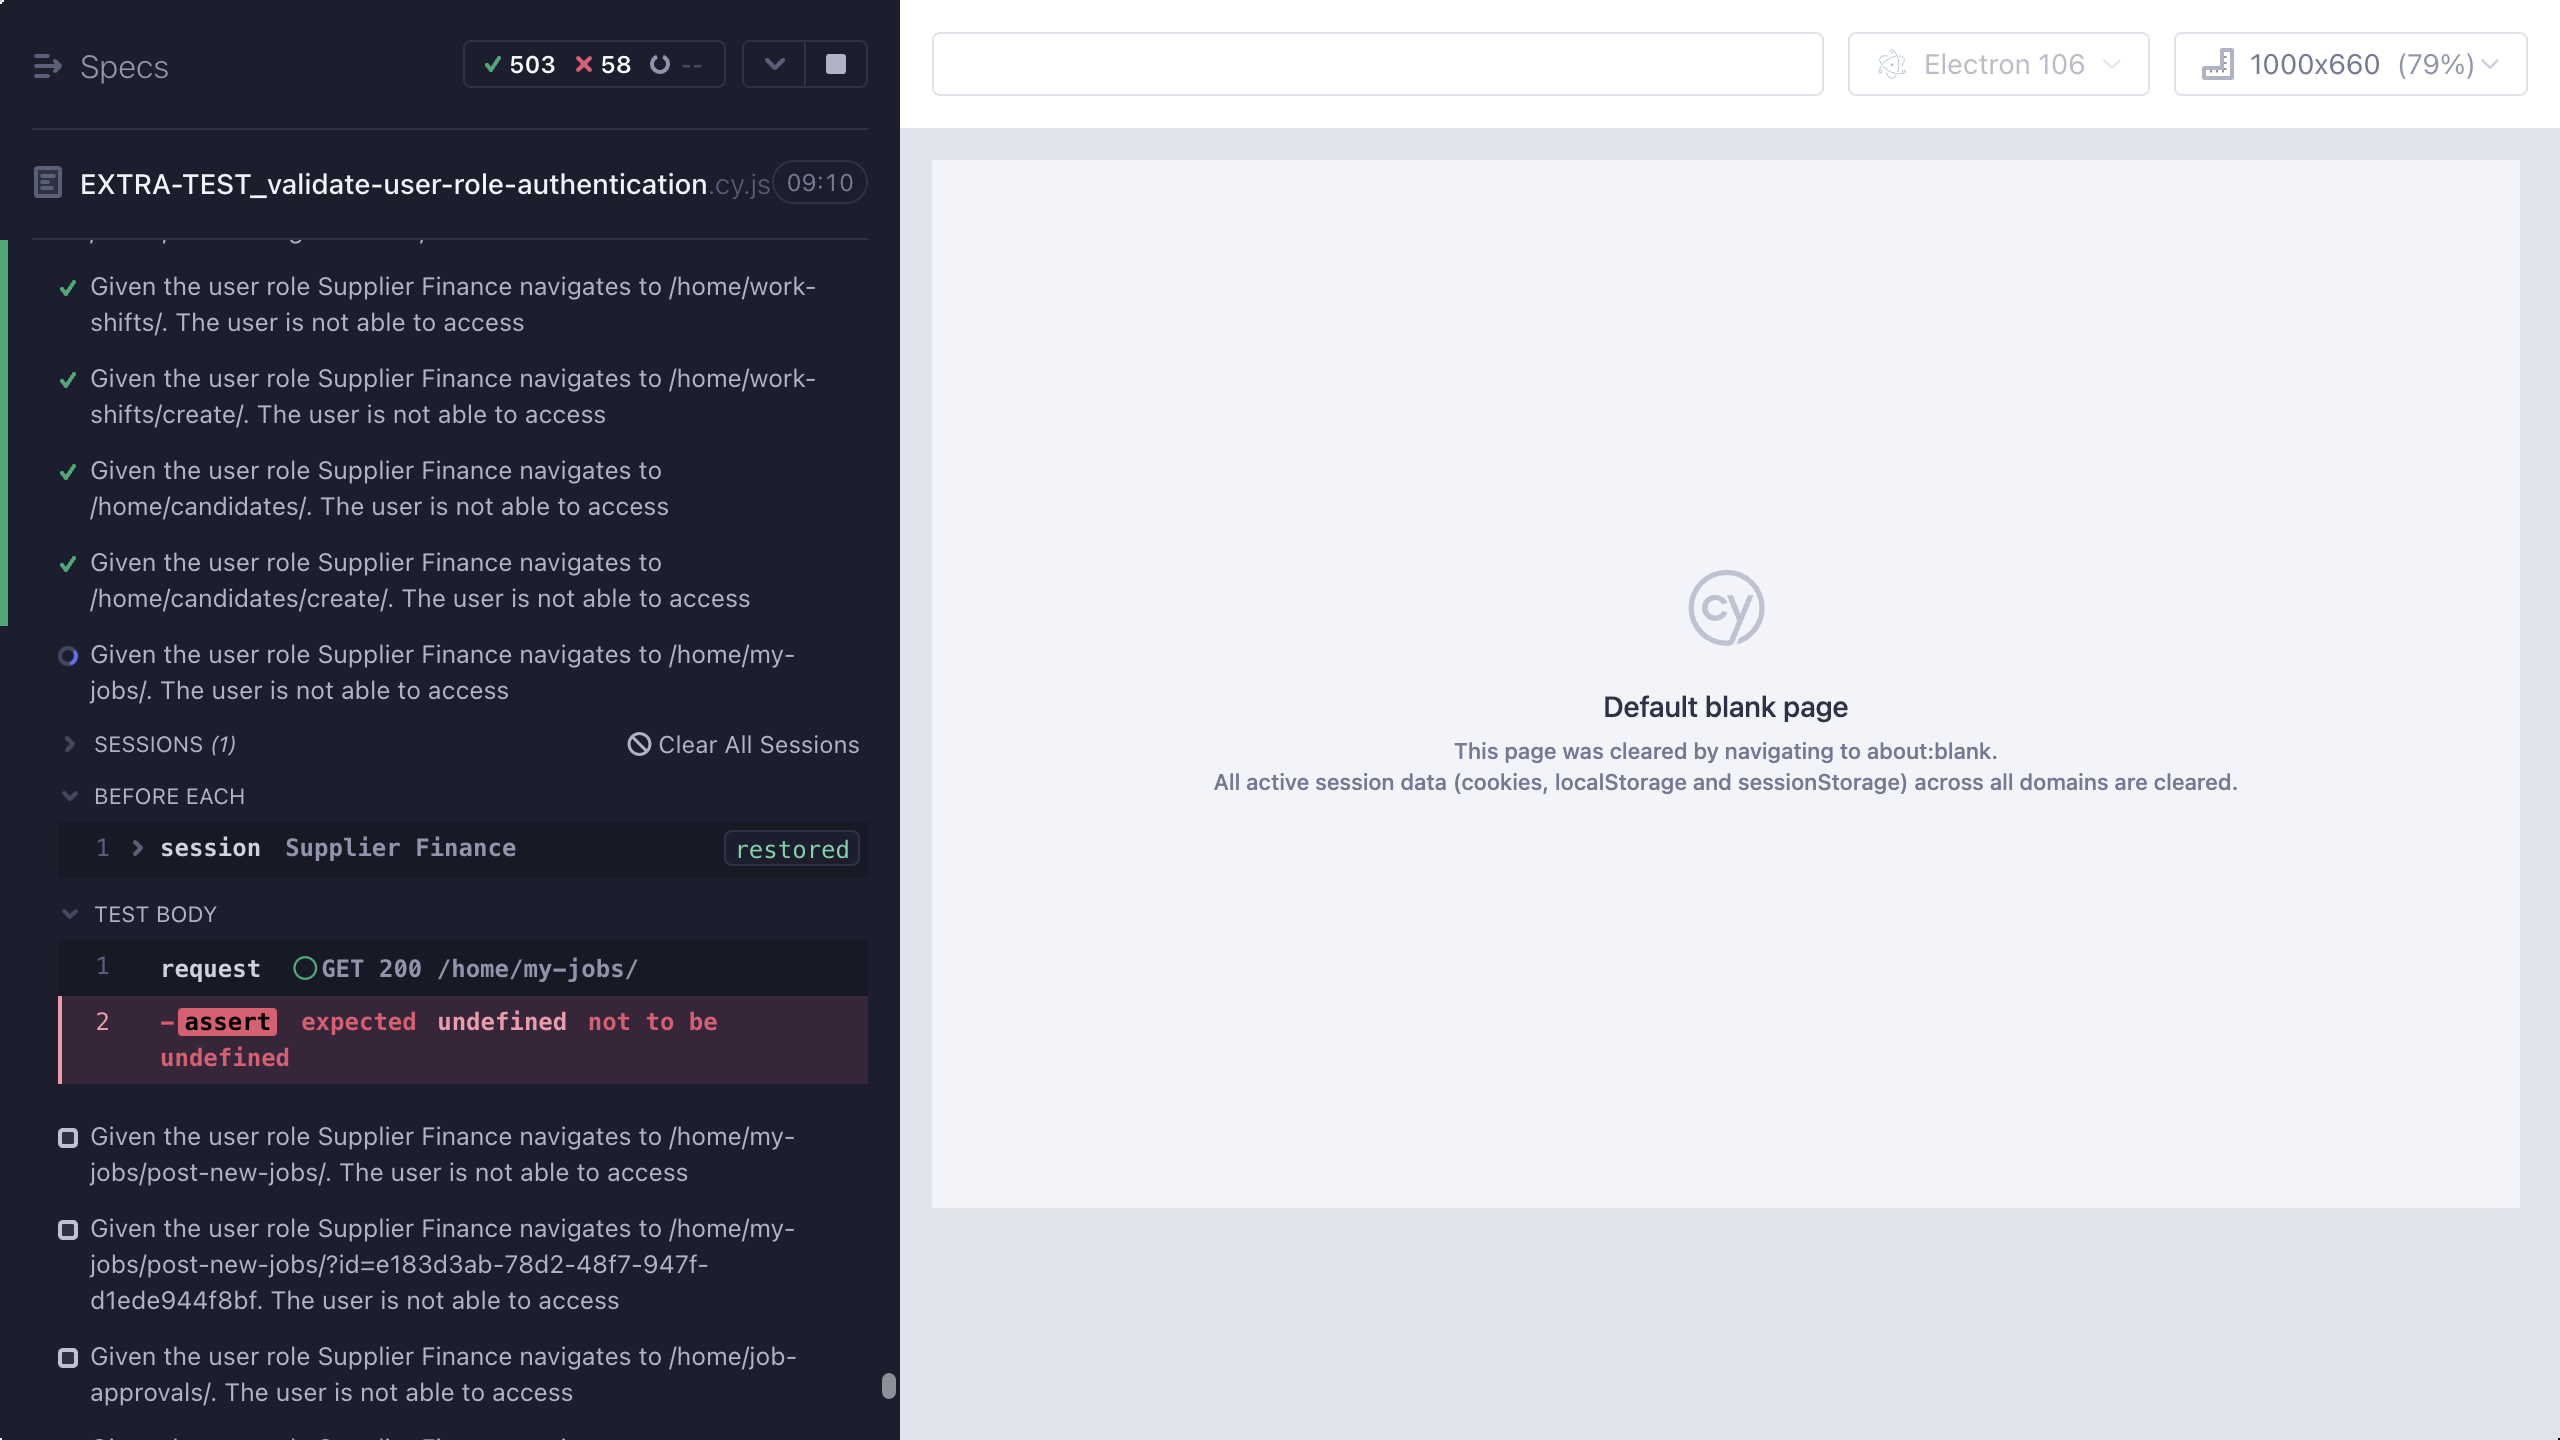 Specs
503 58 --
Electron 106
1000x660 (79%)
EXTRA-TEST_validate-user-role-authentication.cy.js 09:10
Given the user role Supplier Finance navigates to /home/work-
shifts/. The user is not able to access
Given the user role Supplier Finance navigates to /home/work-
shifts/create/. The user is not able to access
Given the user role Supplier Finance navigates to
/home/candidates/. The user is not able to access
Given the user role Supplier Finance navigates to
/home/candidates/create/. The user is not able to access
Given the user role Supplier Finance navigates to /home/my-
jobs/. The user is not able to access
SESSIONS (1) Clear All Sessions
BEFORE EACH
1 session Supplier Finance restored
TEST BODY
1 request GET 200 /home/my-jobs/
2 -assert expected undefined not to be
undefined
Given the user role Supplier Finance navigates to /home/my-
jobs/post-new-jobs/. The user is not able to access
Given the user role Supplier Finance navigates to /home/my-
jobs/post-new-jobs/?id=e183d3ab-78d2-48f7-947f-
d1ede944f8bf. The user is not able to access
Given the user role Supplier Finance navigates to /home/job-
approvals/. The user is not able to access
cy
Default blank page
This page was cleared by navigating to about:blank.
All active session data (cookies, localStorage and sessionStorage) across all domains are cleared.